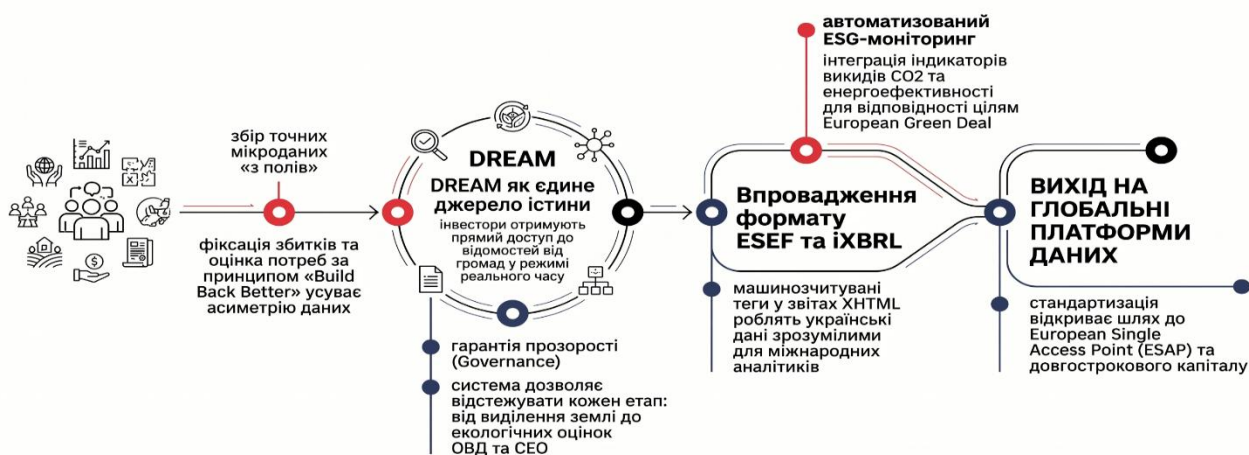 збір точних
мікроданих
«з полів»
фіксація збитків та
оцінка потреб за
принципом «Build
Back Better» усуває
асиметрію даних
DREAM
DREAM як єдине
джерело істини
інвестори отримують
прямий доступ до
відомостей від
громад у режимі
реального часу
гарантія прозорості
(Governance)
система дозволяє
відстежувати кожен етап:
від виділення землі до
екологічних оцінок
ОВД та СЕО
автоматизований
ESG-моніторинг
інтеграція індикаторів
викидів СО2 та
енергоефективності
для відповідності цілям
European Green Deal
Впровадження
формату
ESEF та iXBRL
машинозчитувані
теги у звітах XHTML
роблять українські
дані зрозумілими
для міжнародних
аналітиків
ВИХІД НА
ГЛОБАЛЬНІ
ПЛАТФОРМИ
ДАНИХ
стандартизація
відкриває шлях до
European Single
Access Point (ESAP) та
довгострокового капіталу